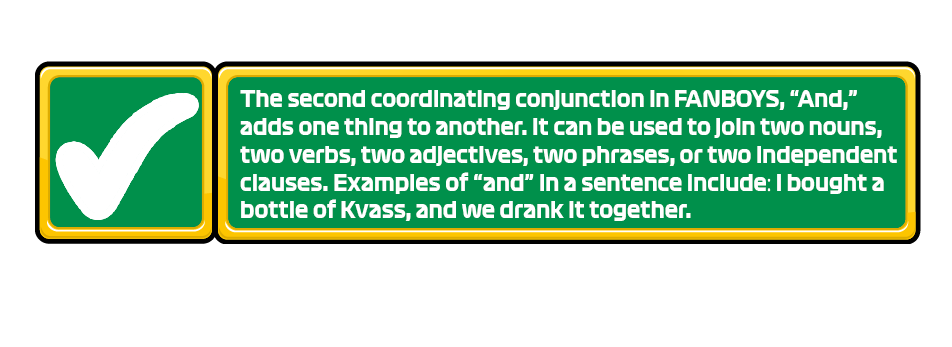 The second coordinating conjunction in FANBOYS, “And,”
adds one thing to another. It can be used to join two nouns,
two verbs, two adjectives, two phrases, or two independent
clauses. Examples of “and” in a sentence include: I bought a
bottle of Kvass, and we drank it together.